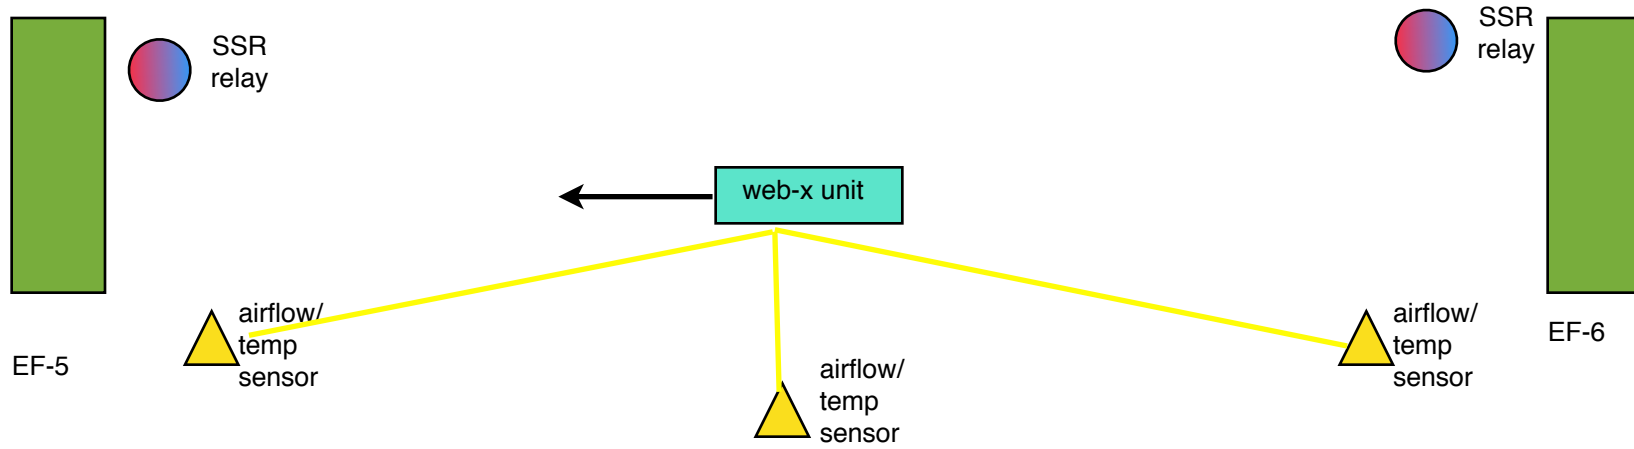 SSR
relay
SSR
relay
web-x unit
airflow/
temp
sensor
EF-5
airflow/
temp
sensor
airflow/
temp
sensor
EF-6